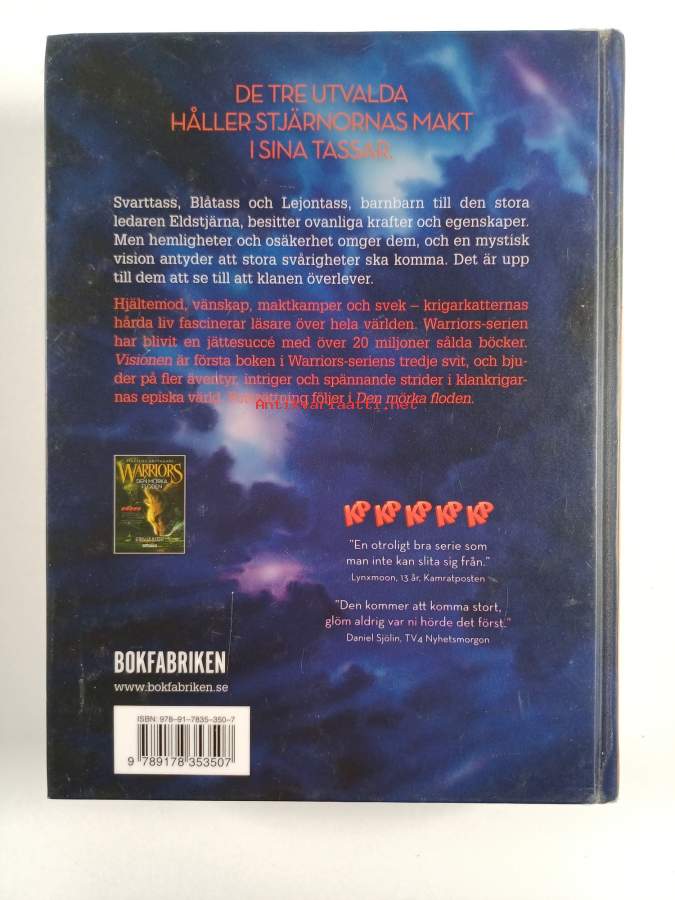 DE TRE UTVALDA
HÅLLER STJÄRNORNAS MAKT
I SINA TASSAR.
Svarttass, Blåtass och Lejontass, barnbarn till den stora
ledaren Eldstjärna, besitter ovanliga krafter och egenskaper.
Men hemligheter och osäkerhet omger dem, och en mystisk
vision antyder att stora svårigheter ska komma. Det är upp
till dem att se till att klanen överlever.
Hjältemod, vänskap, maktkamper och svek – krigarkatternas
hårda liv fascinerar läsare över hela världen. Warriors-serien
har blivit en jättesuccé med över 20 miljoner sålda böcker.
Visionen är första boken i Warriors-seriens tredje svit, och bju-
der på fler äventyr, intriger och spännande strider i klankrigar-
nas episka värld. Fortsättning följer i Den mörka floden.
Antikvariaatti.net
WARRIORS
DEN MÖRKA
FLODEN
KP KP KP KP KP
"En otroligt bra serie som
man inte kan slita sig från."
Lynxmoon, 13 år, Kamratposten
"Den kommer att komma stort,
glöm aldrig var ni hörde det först."
Daniel Sjölin, TV4 Nyhetsmorgon
BOKFABRIKEN
www.bokfabriken.se
ISBN: 978-91-7835-350-7
9 789178 353507